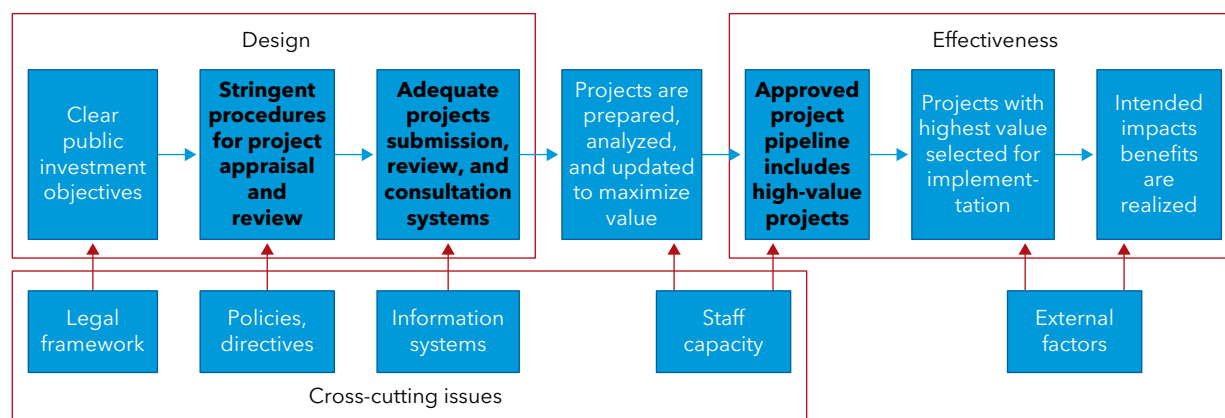 Design
Effectiveness
Clear
public
investment
objectives
Stringent
procedures
for project
appraisal
and
review
Adequate
projects
submission,
review, and
consultation
systems
Projects are
prepared,
analyzed,
and updated
to maximize
value
Approved
project
pipeline
includes
high-value
projects
Projects with
highest value
selected for
implement-
tation
Intended
impacts
benefits
are
realized
Legal
framework
Policies,
directives
Information
systems
Staff
capacity
External
factors
Cross-cutting issues